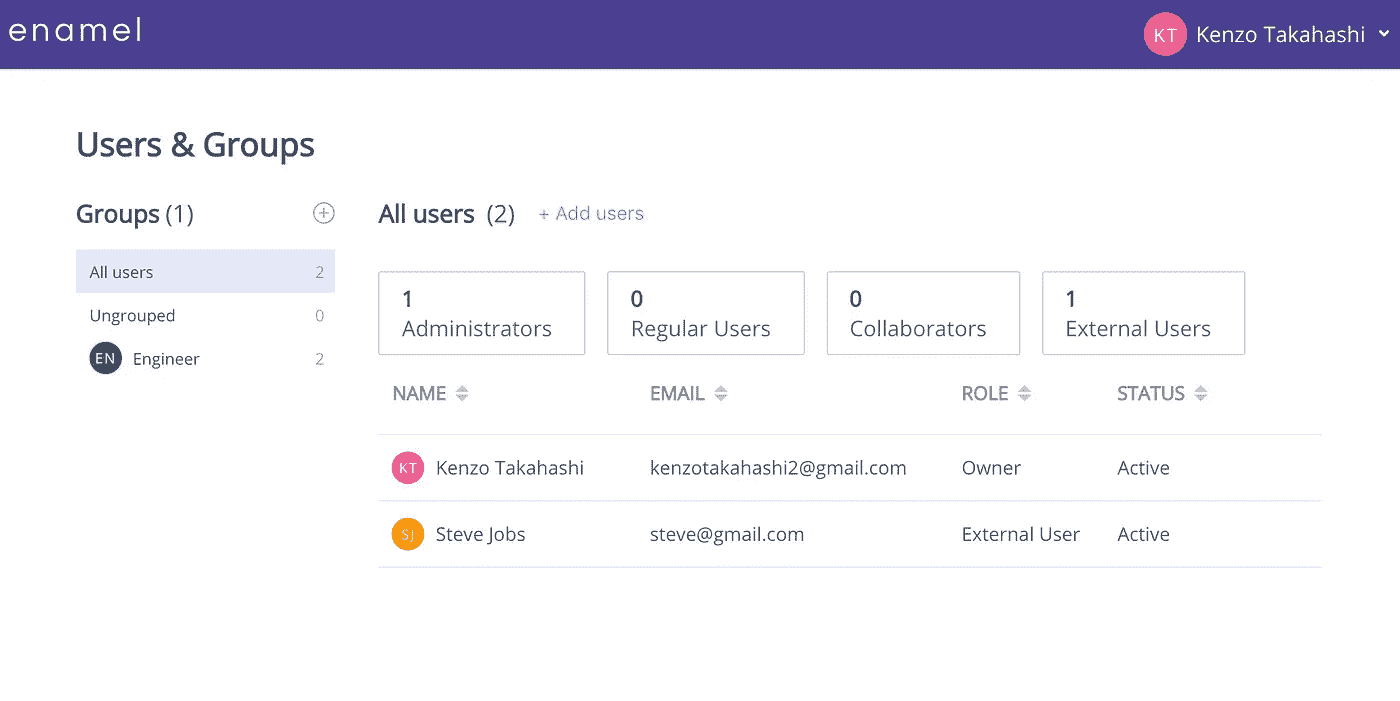 enamel
KT Kenzo Takahashi
Users & Groups
Groups (1)
All users (2) + Add users
All users 2
Ungrouped 0
EN Engineer 2
1
Administrators
0
Regular Users
0
Collaborators
1
External Users
NAME EMAIL ROLE STATUS
KT Kenzo Takahashi kenzotakahashi2@gmail.com Owner Active
SJ Steve Jobs steve@gmail.com External User Active